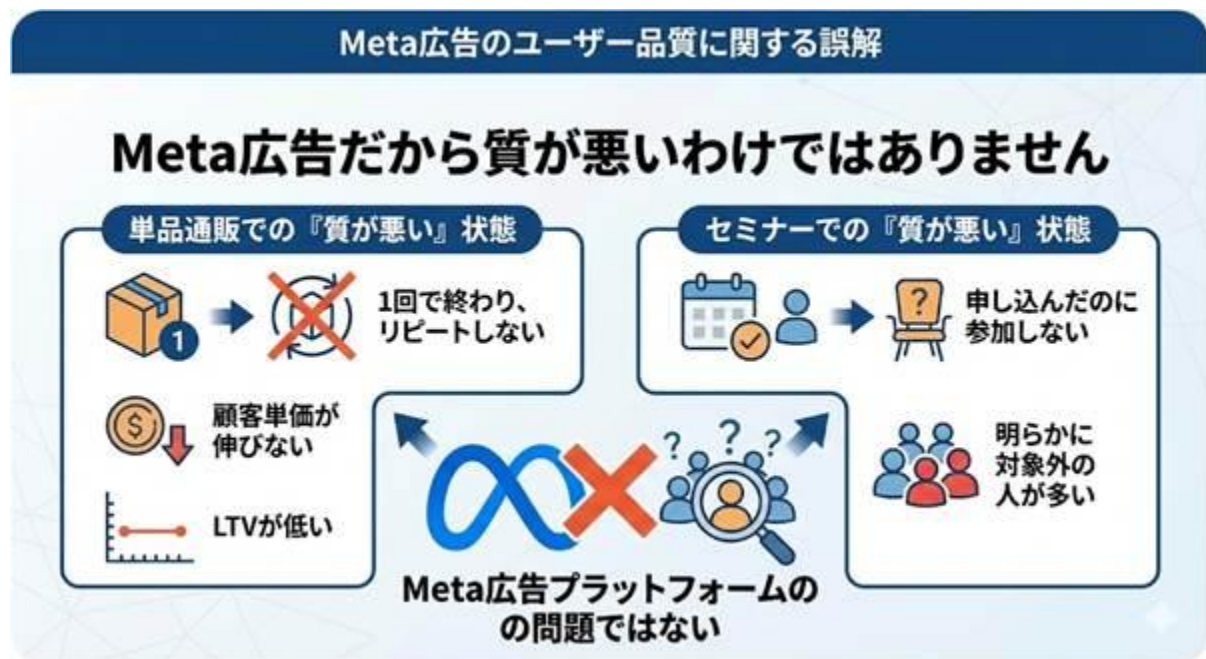 Meta広告のユーザー品質に関する誤解
Meta広告だから質が悪いわけではありません
単品通販での『質が悪い』状態
1
1回で終わり、
リピートしない
$
顧客単価が
伸びない
LTVが低い
セミナーでの『質が悪い』状態
?
申し込んだのに
参加しない
明らかに
対象外の
人が多い
? ? ?
Meta広告プラットフォームの
の問題ではない